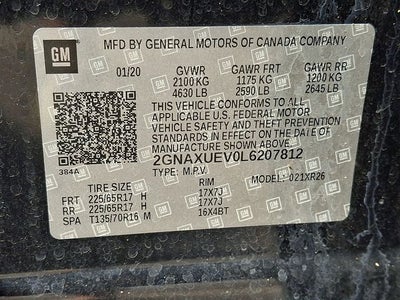 GM
MFD BY GENERAL MOTORS OF CANADA COMPANY
01/20 GVWR GAWR FRT GAWR RR
2100 KG 1175 KG 1200 KG
4630 LB 2590 LB 2645 LB
THIS VEHICLE CONFORMS TO ALL
APPLICABLE U.S. FEDERAL MOTOR
VEHICLE SAFETY AND THEFT
PREVENTION STANDARDS IN
EFFECT ON THE DATE OF
MANUFACTURE SHOWN ABOVE.
2GNAXUEV0L6207812
384A TYPE: M.P.V. MODEL: 021XR26
TIRE SIZE RIM
FRT 225/65R17 H 17X7J
RR 225/65R17 H 17X7J
SPA T135/70R16 M 16X4BT